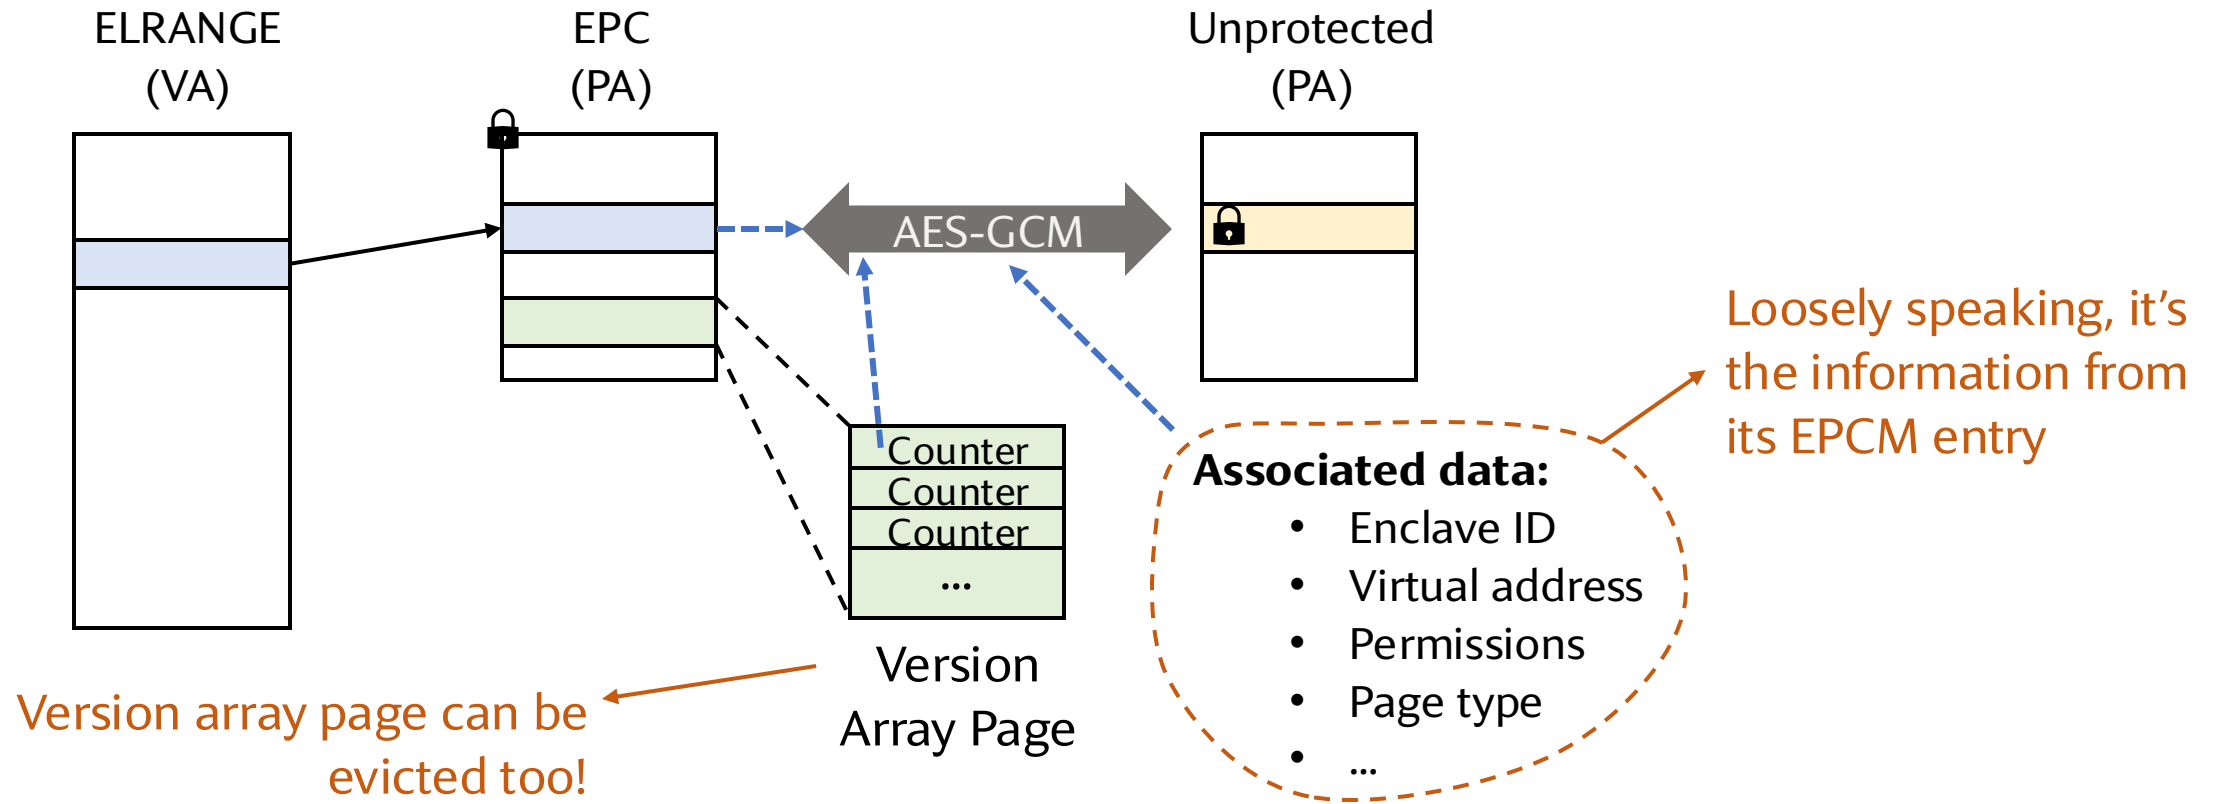 ELRANGE
(VA)
EPC
(PA)
Unprotected
(PA)
AES-GCM
Counter
Counter
Counter
...
Version
Array Page
Version array page can be
evicted too!
Associated data:
• Enclave ID
• Virtual address
• Permissions
• Page type
• ...
Loosely speaking, it’s
the information from
its EPCM entry